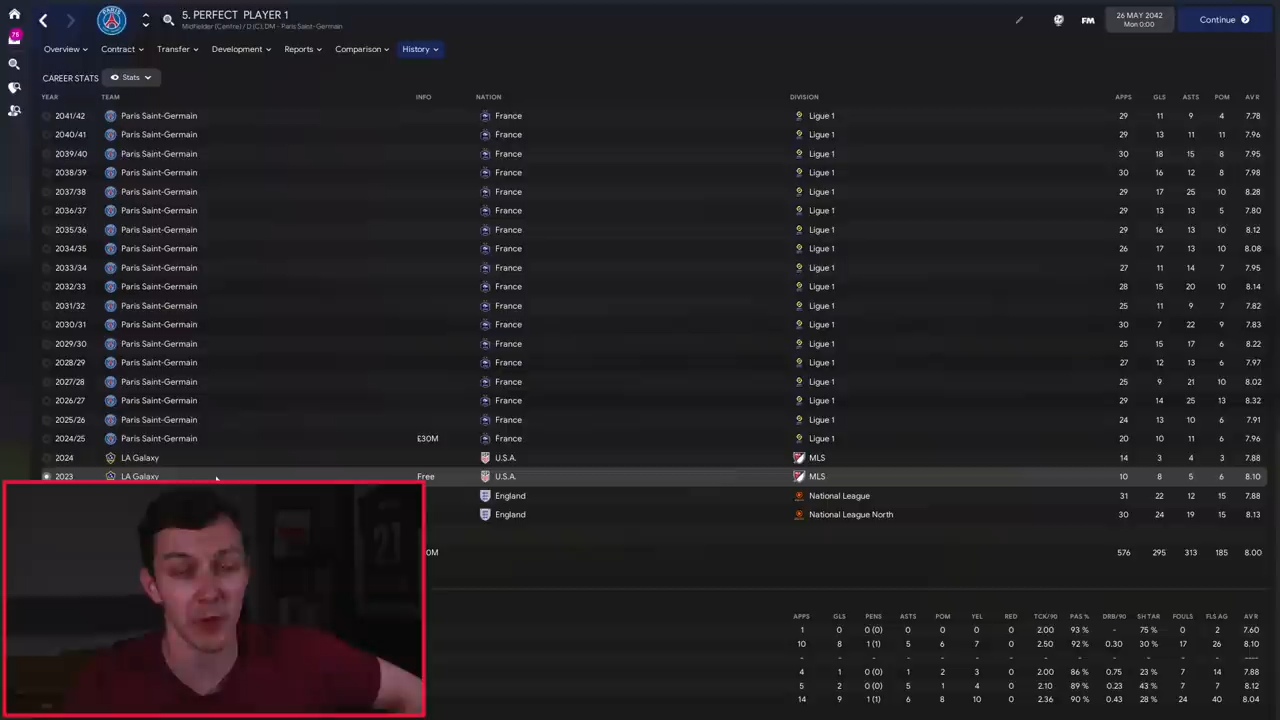 5. PERFECT PLAYER 1
Midfielder (Central) / D (C), DM - Paris Saint-Germain
FM
26 MAY 2042
Mon 0:00
Continue
75
Overview
Contract
Transfer
Development
Reports
Comparison
History
CAREER STATS Stats
YEAR TEAM INFO NATION DIVISION APPS GLS ASTS POM AVR
2041/42 Paris Saint-Germain France Ligue 1 29 11 9 4 7.78
2040/41 Paris Saint-Germain France Ligue 1 29 13 11 11 7.96
2039/40 Paris Saint-Germain France Ligue 1 30 18 15 8 7.95
2038/39 Paris Saint-Germain France Ligue 1 30 16 12 8 7.98
2037/38 Paris Saint-Germain France Ligue 1 29 17 25 10 8.28
2036/37 Paris Saint-Germain France Ligue 1 29 13 13 5 7.80
2035/36 Paris Saint-Germain France Ligue 1 29 16 13 10 8.12
2034/35 Paris Saint-Germain France Ligue 1 26 17 13 10 8.08
2033/34 Paris Saint-Germain France Ligue 1 27 11 14 7 7.95
2032/33 Paris Saint-Germain France Ligue 1 28 15 20 10 8.14
2031/32 Paris Saint-Germain France Ligue 1 25 11 9 7 7.82
2030/31 Paris Saint-Germain France Ligue 1 30 7 22 9 7.83
2029/30 Paris Saint-Germain France Ligue 1 25 15 17 6 8.22
2028/29 Paris Saint-Germain France Ligue 1 27 12 13 6 7.97
2027/28 Paris Saint-Germain France Ligue 1 25 9 21 10 8.02
2026/27 Paris Saint-Germain France Ligue 1 29 14 25 13 8.32
2025/26 Paris Saint-Germain France Ligue 1 24 13 10 6 7.91
2024/25 Paris Saint-Germain £30M France Ligue 1 20 10 11 6 7.96
2024 LA Galaxy U.S.A. MLS 14 3 4 3 7.88
2023 LA Galaxy Free U.S.A. MLS 10 8 5 6 8.10
England National League 31 22 12 15 7.88
England National League North 30 24 19 15 8.13
0M 576 295 313 185 8.00
APPS GLS PENS ASTS POM YEL RED TCK/90 PAS % DRB/90 SH TAR FOULS FLS AG AVR
1 0 0 (0) 0 0 0 0 2.00 93 % - 75 % 0 2 7.60
10 8 1 (1) 5 6 7 0 2.50 92 % 0.30 30 % 17 26 8.10
- - - - - - - - - - - - - ----
4 1 0 (0) 1 2 3 0 2.00 86 % 0.75 23 % 7 14 7.88
5 2 0 (0) 5 1 4 0 2.10 89 % 0.23 43 % 7 7 8.12
14 9 1 (1) 6 8 10 0 2.36 90 % 0.43 28 % 24 40 8.04